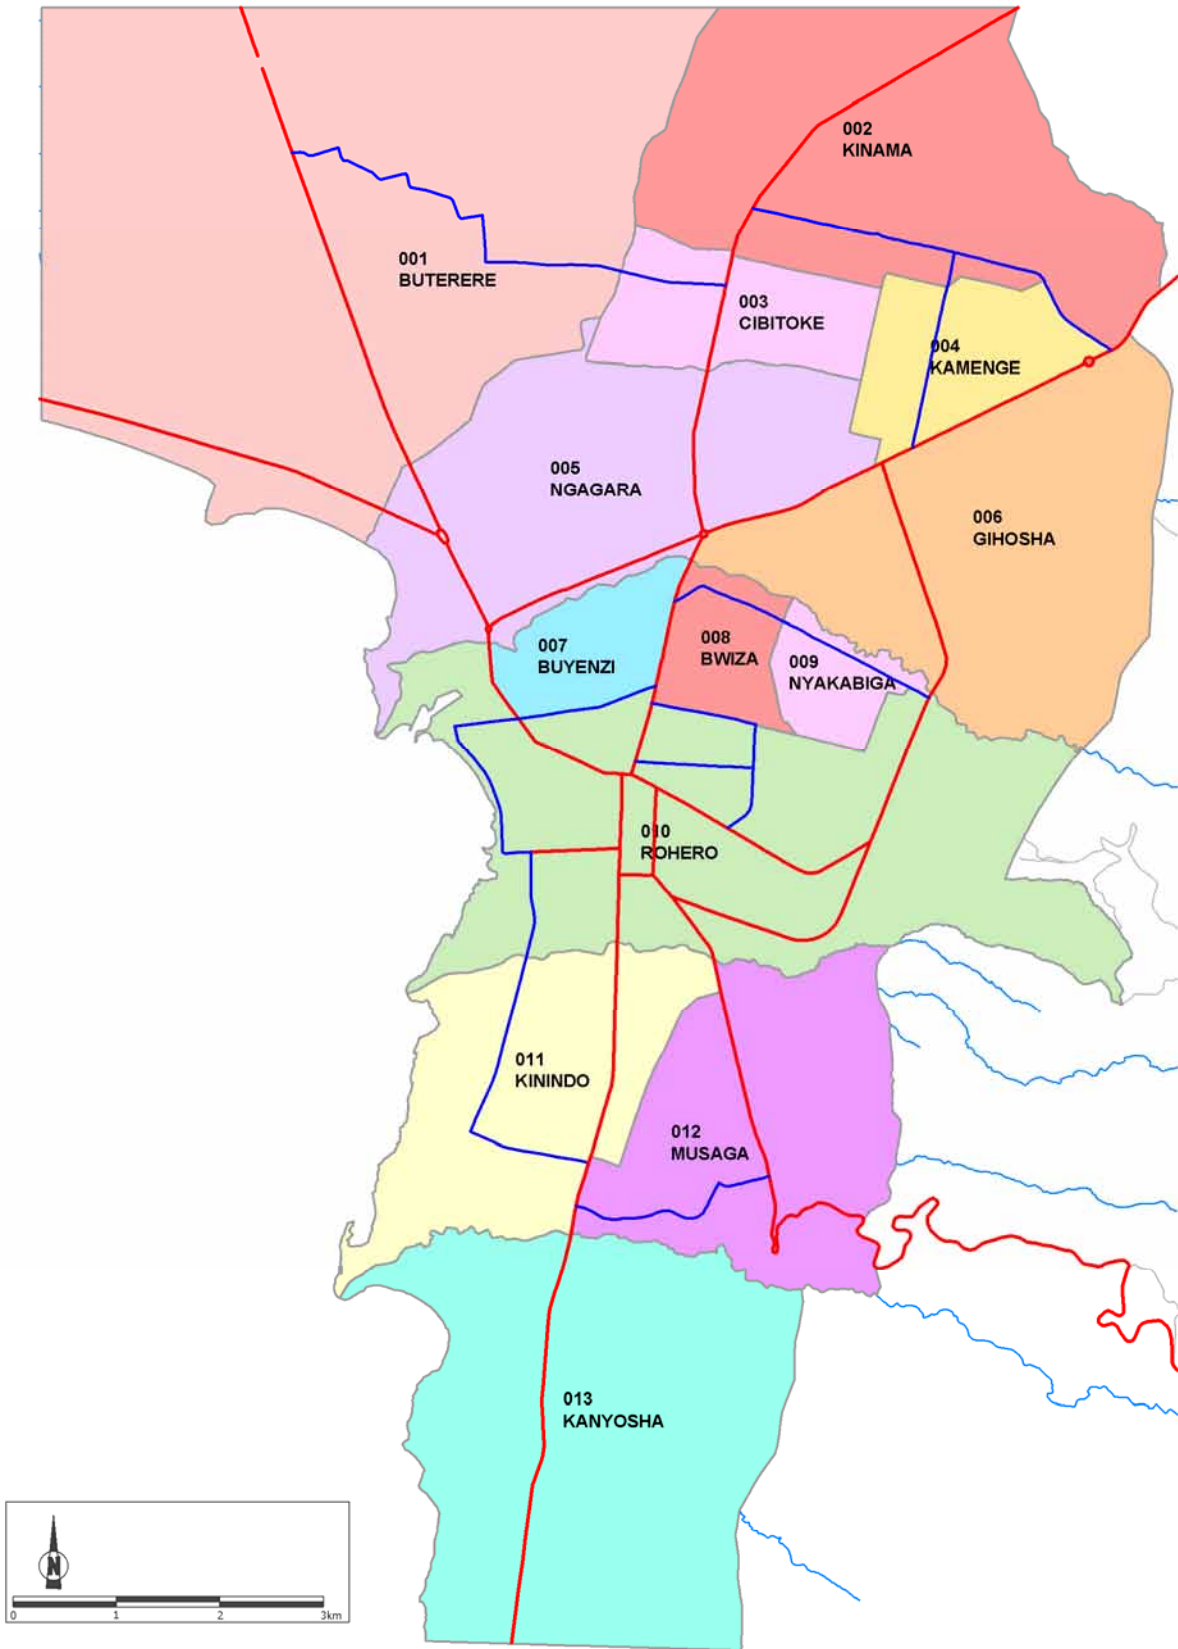 002
KINAMA
001
BUTERERE
003
CIBITOKE
004
KAMENGE
005
NGAGARA
006
GIHOSHA
007
BUYENZI
008
BWIZA
009
NYAKABIGA
010
ROHERO
011
KININDO
012
MUSAGA
013
KANYOSHA
N
0 1 2 3km